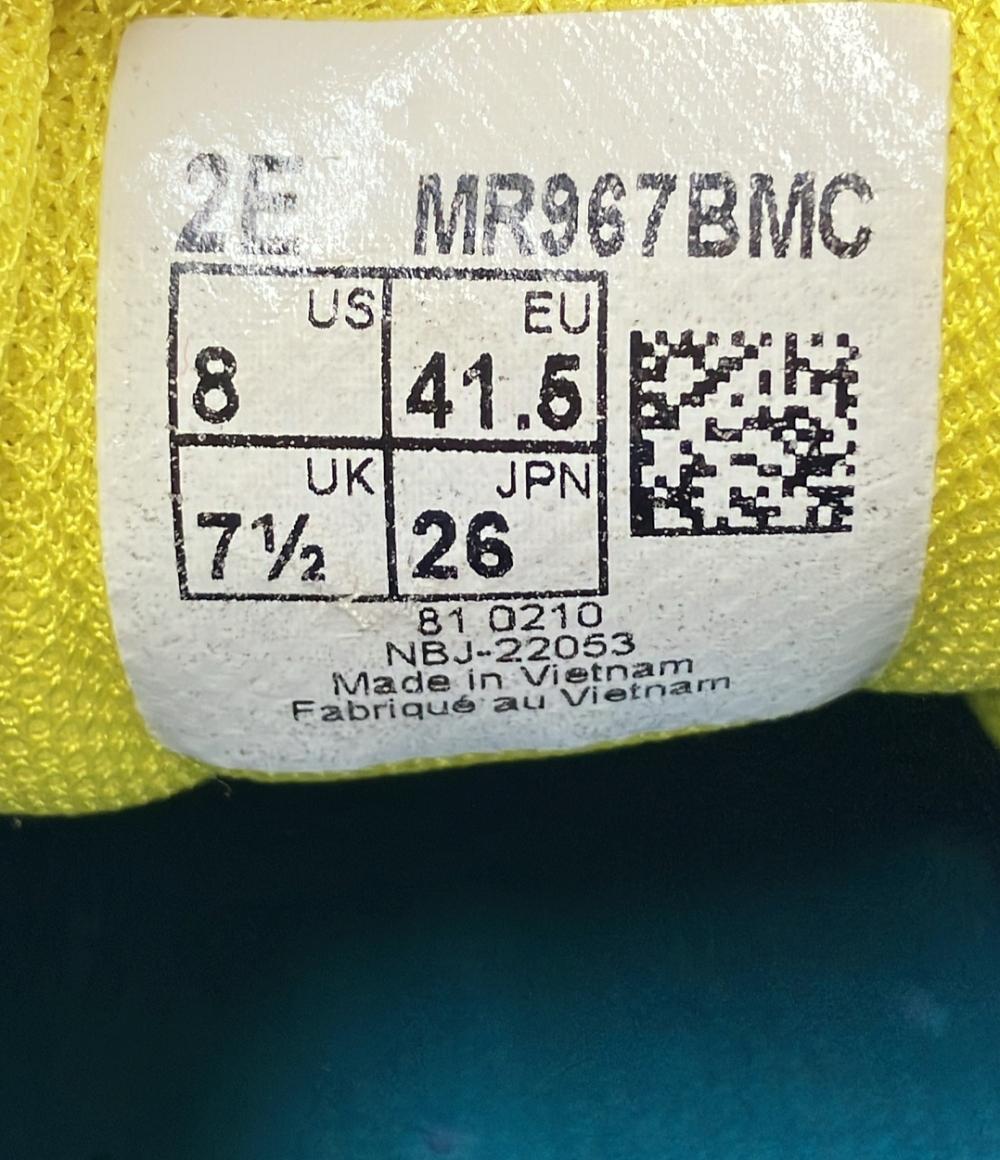 2E MR967BMC
US EU
8 41.5
UK JPN
7½ 26
81 0210
NBJ-22053
Made in Vietnam
Fabriqué au Vietnam